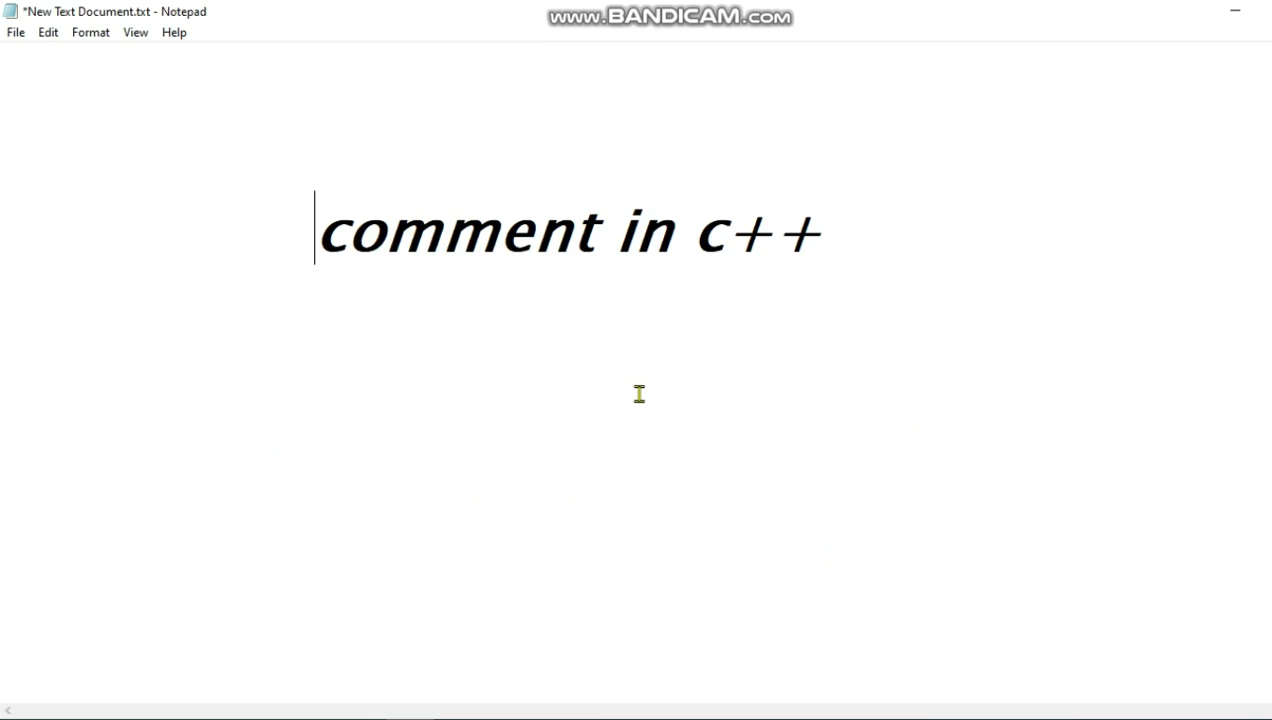 *New Text Document.txt - Notepad
www.BANDICAM.com
File Edit Format View Help
comment in c++